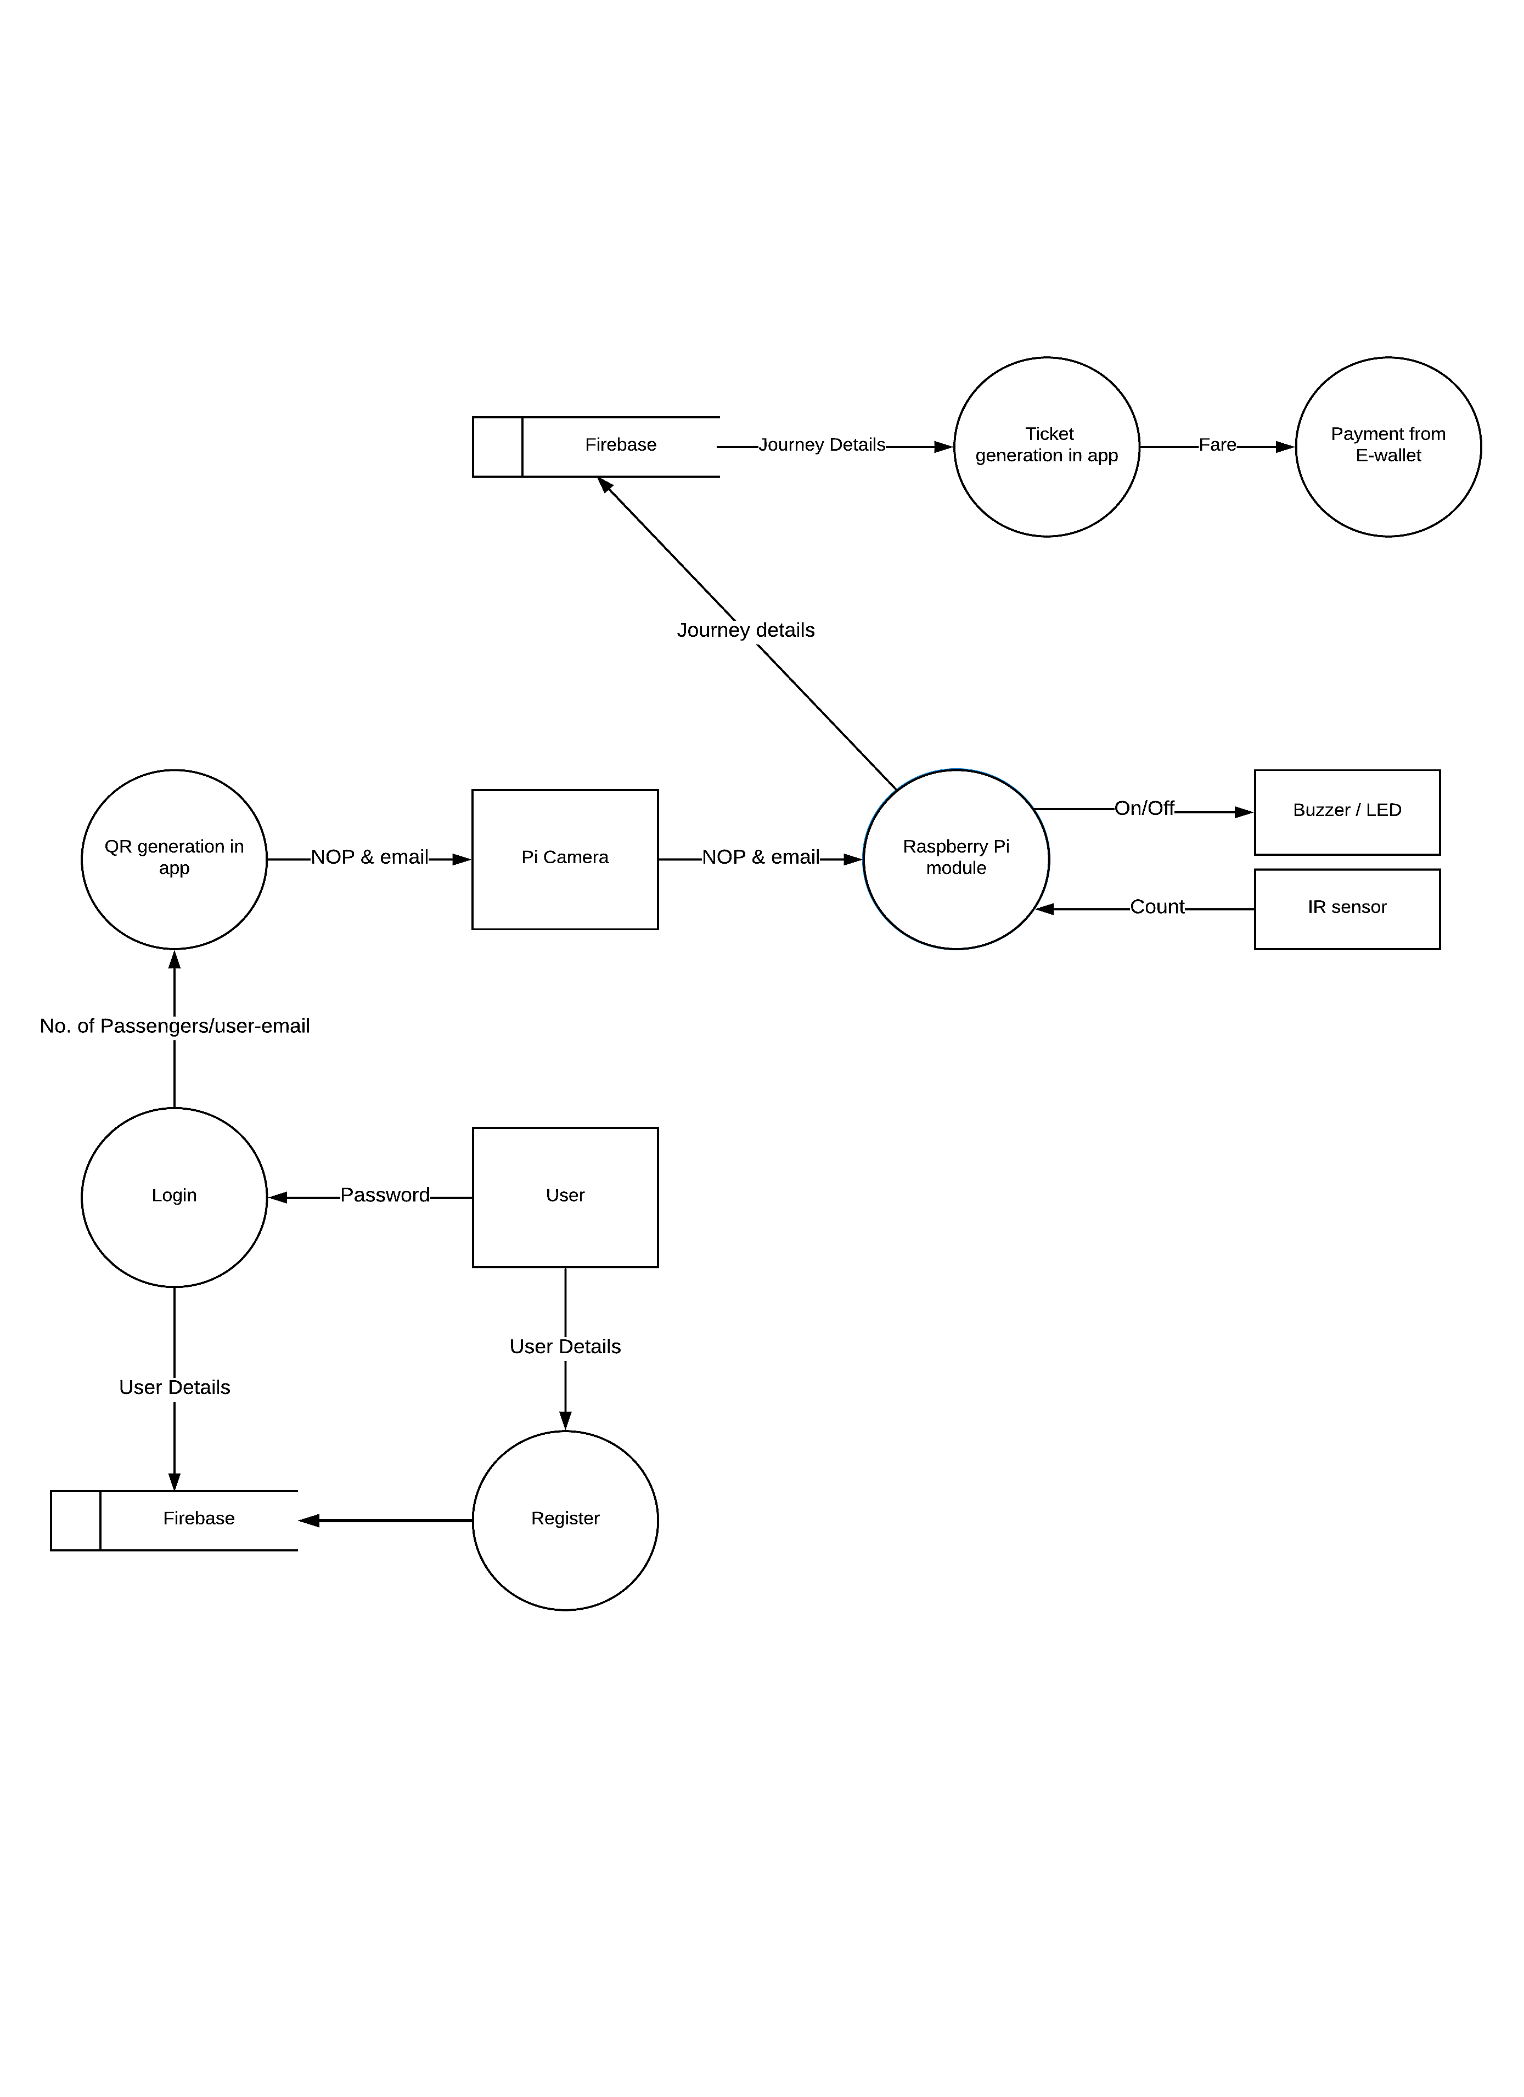 Firebase
Journey Details
Ticket
generation in app
Fare
Payment from
E-wallet
Journey details
QR generation in
app
NOP & email
Pi Camera
NOP & email
Raspberry Pi
module
On/Off
Buzzer / LED
Count
IR sensor
No. of Passengers/user-email
Login
Password
User
User Details
User Details
Firebase
Register